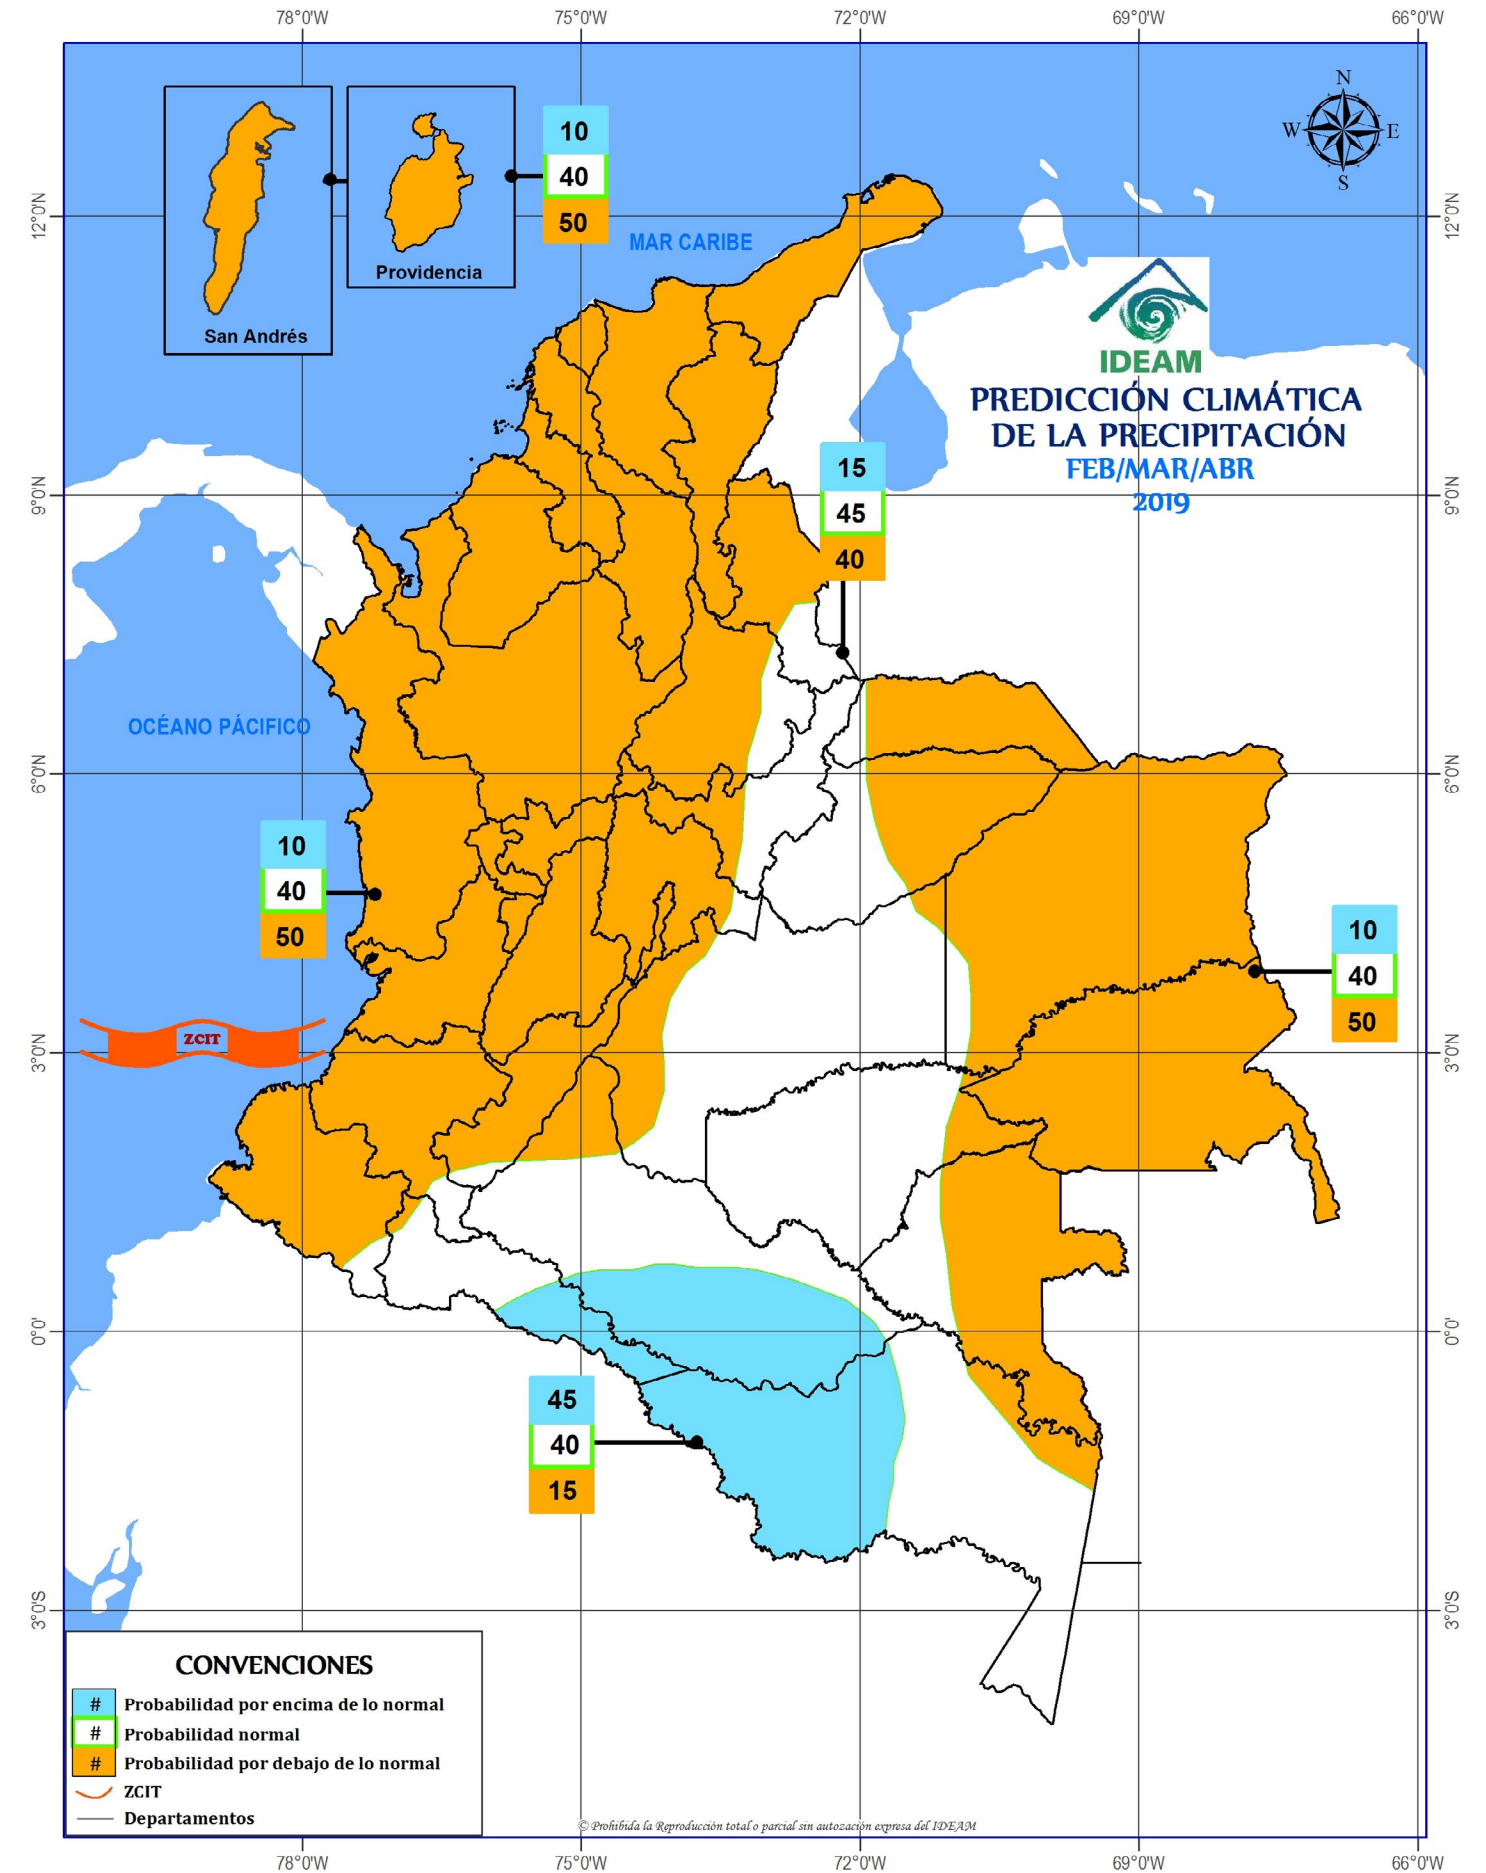 78°0'W
75°0'W
72°0'W
69°0'W
66°0'W
N
W
E
S
12°0'N
12°0'N
10
40
50
MAR CARIBE
San Andrés
Providencia
IDEAM
PREDICCIÓN CLIMÁTICA
DE LA PRECIPITACIÓN
FEB/MAR/ABR
2019
9°0'N
9°0'N
15
45
40
OCÉANO PÁCIFICO
6°0'N
6°0'N
10
40
50
10
40
50
ZCIT
3°0'N
3°0'N
0°0'
0°0'
45
40
15
3°0'S
3°0'S
CONVENCIONES
# Probabilidad por encima de lo normal
# Probabilidad normal
# Probabilidad por debajo de lo normal
ZCIT
Departamentos
© Prohibida la Reproducción total o parcial sin autozación expresa del IDEAM
78°0'W
75°0'W
72°0'W
69°0'W
66°0'W